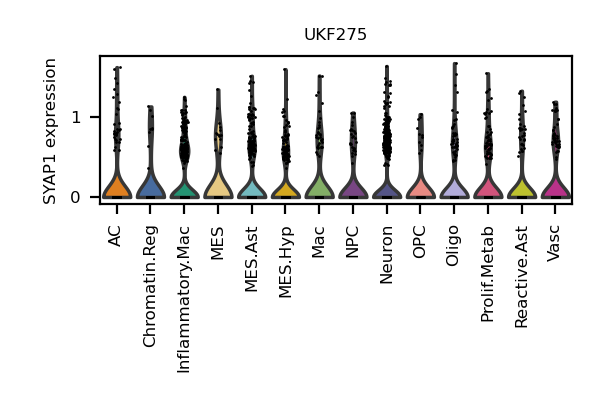 UKF275
SYAP1 expression
1
0
AC
Chromatin.Reg
Inflammatory.Mac
MES
MES.Ast
MES.Hyp
Mac
NPC
Neuron
OPC
Oligo
Prolif.Metab
Reactive.Ast
Vasc